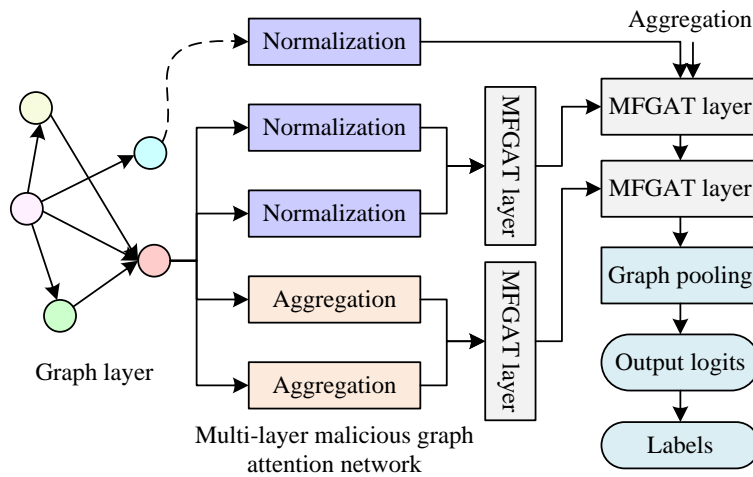 Aggregation
Normalization
MFGAT layer
Normalization
MFGAT layer
MFGAT layer
Normalization
Graph pooling
Aggregation
MFGAT layer
Output logits
Graph layer
Aggregation
Multi-layer malicious graph
attention network
Labels